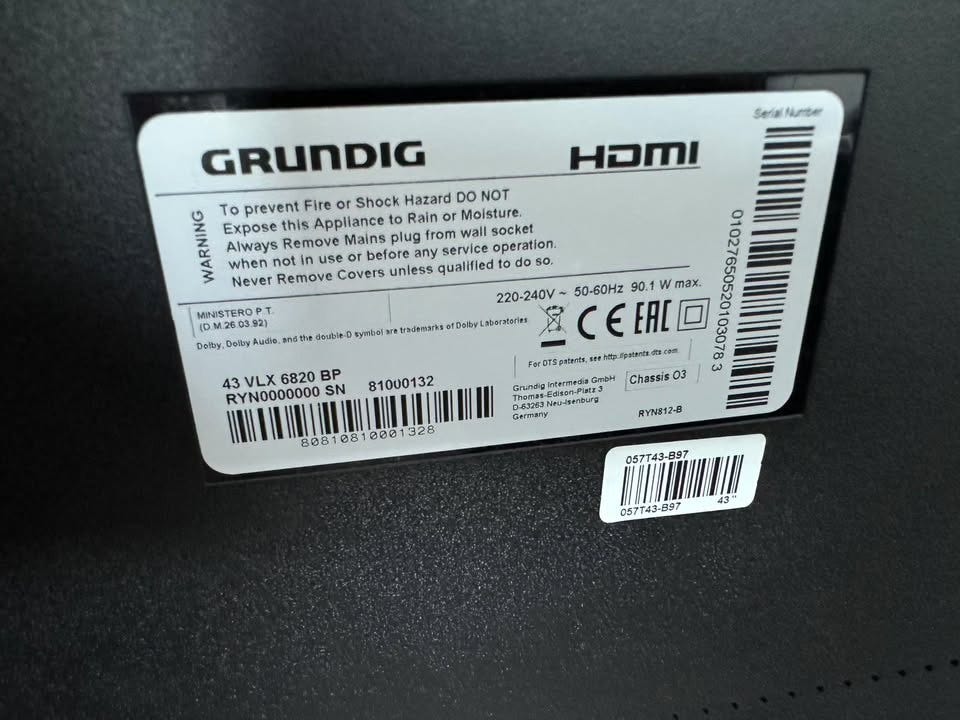 GRUNDIG
HDMI
Serial Number
WARNING
To prevent Fire or Shock Hazard DO NOT
Expose this Appliance to Rain or Moisture.
Always Remove Mains plug from wall socket
when not in use or before any service operation.
Never Remove Covers unless qualified to do so.
220-240V ~ 50-60Hz 90.1 W max.
MINISTERO P.T.
(D.M.26.03.92)
Dolby, Dolby Audio, and the double-D symbol are trademarks of Dolby Laboratories.
CE EAC
For DTS patents, see http://patents.dts.com.
43 VLX 6820 BP
RYN0000000 SN 81000132
80810810001328
Grundig Intermedia GmbH
Thomas-Edison-Platz 3
D-63263 Neu-Isenburg
Germany
Chassis O3
RYN812-B
010276505201030783
057T43-B97
057T43-B97 43"